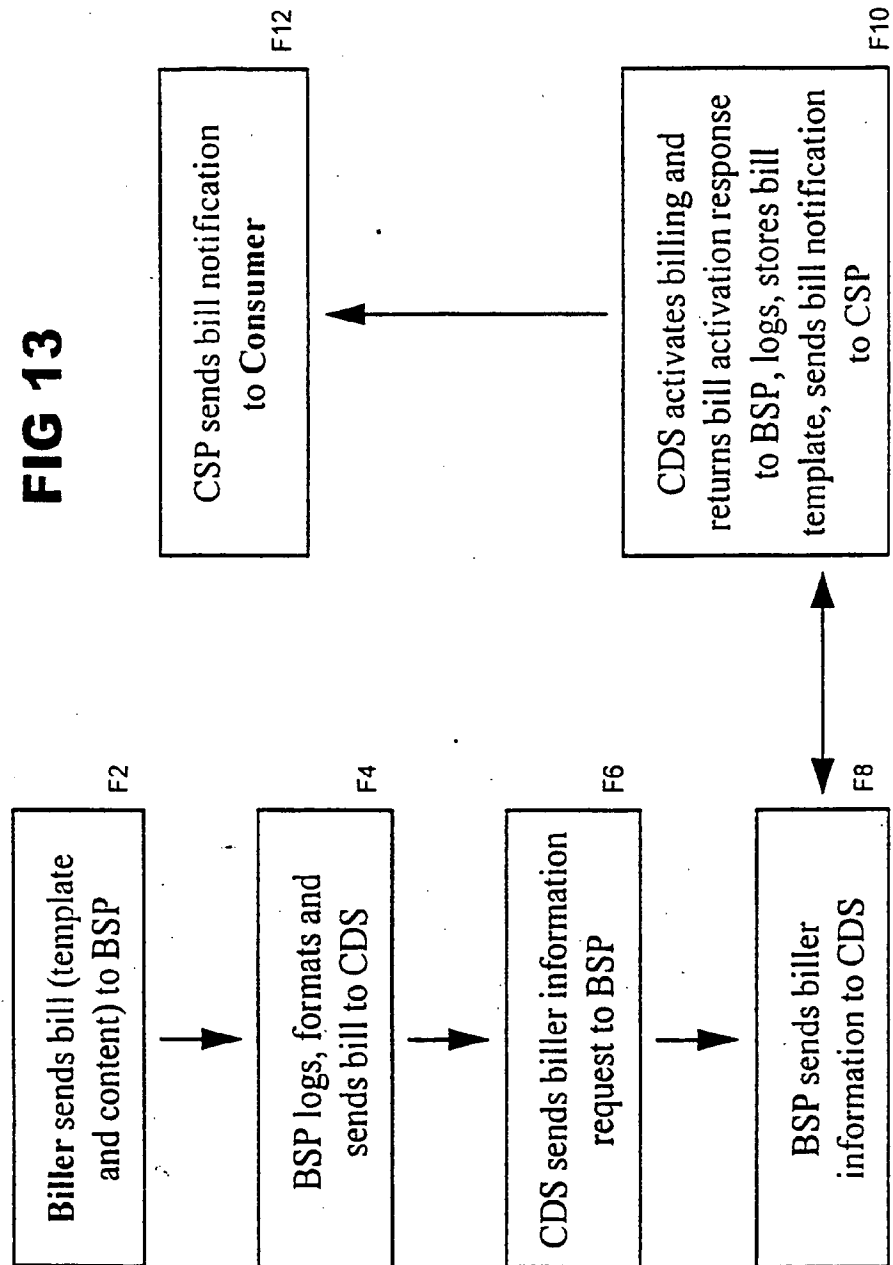 FIG 13
Biller sends bill (template
and content) to BSP
F2
BSP logs, formats and
sends bill to CDS
F4
CDS sends biller information
request to BSP
F6
BSP sends biller
information to CDS
F8
CDS activates billing and
returns bill activation response
to BSP, logs, stores bill
template, sends bill notification
to CSP
F10
CSP sends bill notification
to Consumer
F12